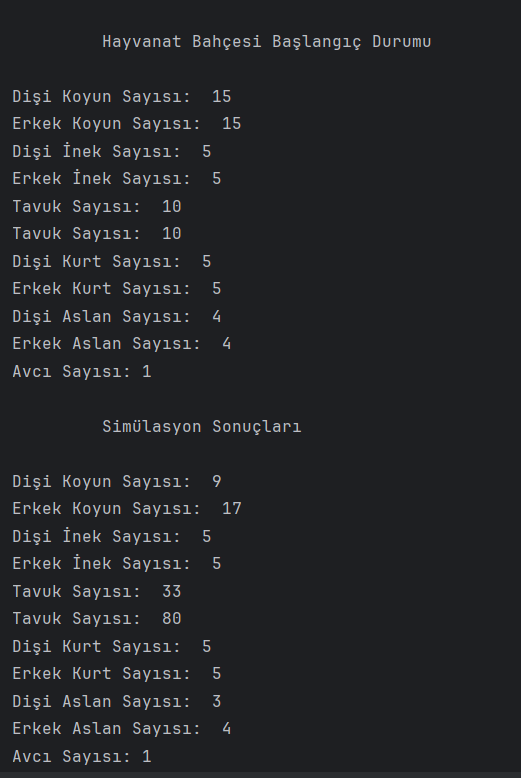 Hayvanat Bahçesi Başlangıç Durumu
Dişi Koyun Sayısı:  15
Erkek Koyun Sayısı:  15
Dişi İnek Sayısı:  5
Erkek İnek Sayısı:  5
Tavuk Sayısı:  10
Tavuk Sayısı:  10
Dişi Kurt Sayısı:  5
Erkek Kurt Sayısı:  5
Dişi Aslan Sayısı:  4
Erkek Aslan Sayısı:  4
Avcı Sayısı: 1
Simülasyon Sonuçları
Dişi Koyun Sayısı:  9
Erkek Koyun Sayısı:  17
Dişi İnek Sayısı:  5
Erkek İnek Sayısı:  5
Tavuk Sayısı:  33
Tavuk Sayısı:  80
Dişi Kurt Sayısı:  5
Erkek Kurt Sayısı:  5
Dişi Aslan Sayısı:  3
Erkek Aslan Sayısı:  4
Avcı Sayısı: 1